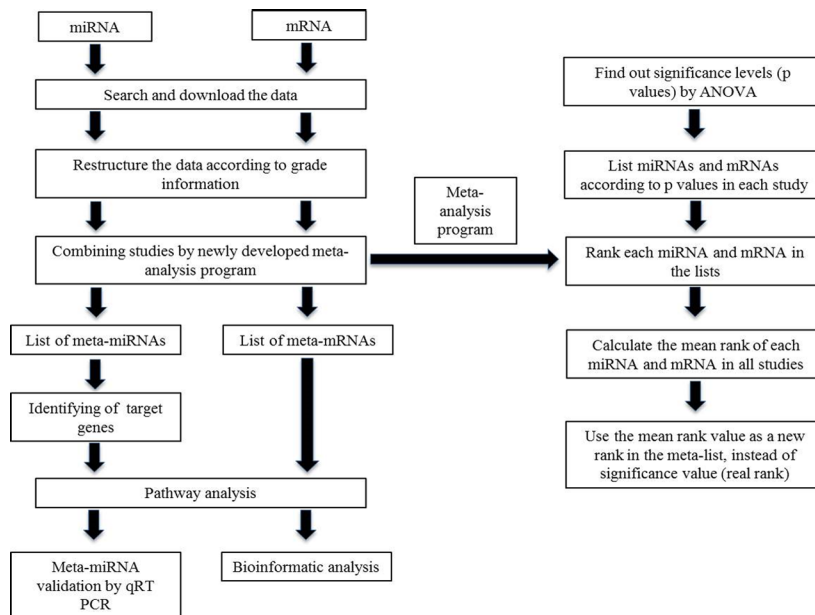 miRNA
mRNA
Search and download the data
Restructure the data according to grade
information
Combining studies by newly developed meta-
analysis program
List of meta-miRNAs
List of meta-mRNAs
Identifying of target
genes
Pathway analysis
Meta-miRNA
validation by qRT
PCR
Bioinformatic analysis
Meta-
analysis
program
Find out significance levels (p
values) by ANOVA
List miRNAs and mRNAs
according to p values in each study
Rank each miRNA and mRNA in
the lists
Calculate the mean rank of each
miRNA and mRNA in all studies
Use the mean rank value as a new
rank in the meta-list, instead of
significance value (real rank)